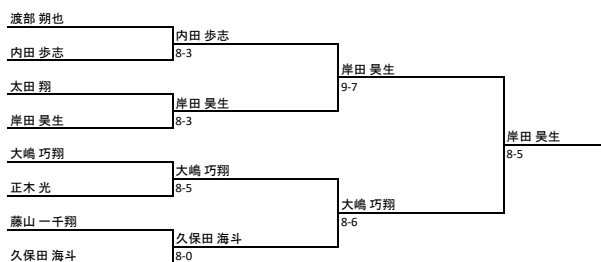 渡部 朔也
内田 歩志
内田 歩志
8-3
太田 翔
岸田 昊生
岸田 昊生
8-3
岸田 昊生
9-7
大嶋 巧翔
正木 光
大嶋 巧翔
8-5
藤山 一千翔
久保田 海斗
久保田 海斗
8-0
大嶋 巧翔
8-6
岸田 昊生
8-5